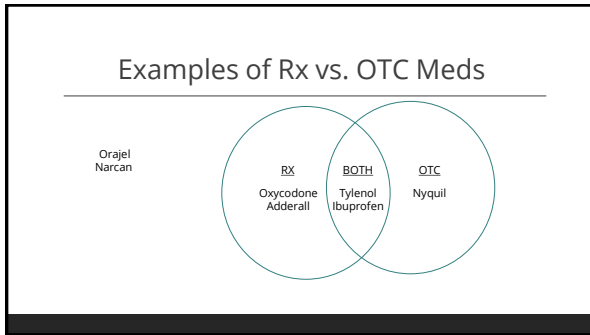 Examples of Rx vs. OTC Meds
Orajel
Narcan
RX
Oxycodone
Adderall
BOTH
Tylenol
Ibuprofen
OTC
Nyquil